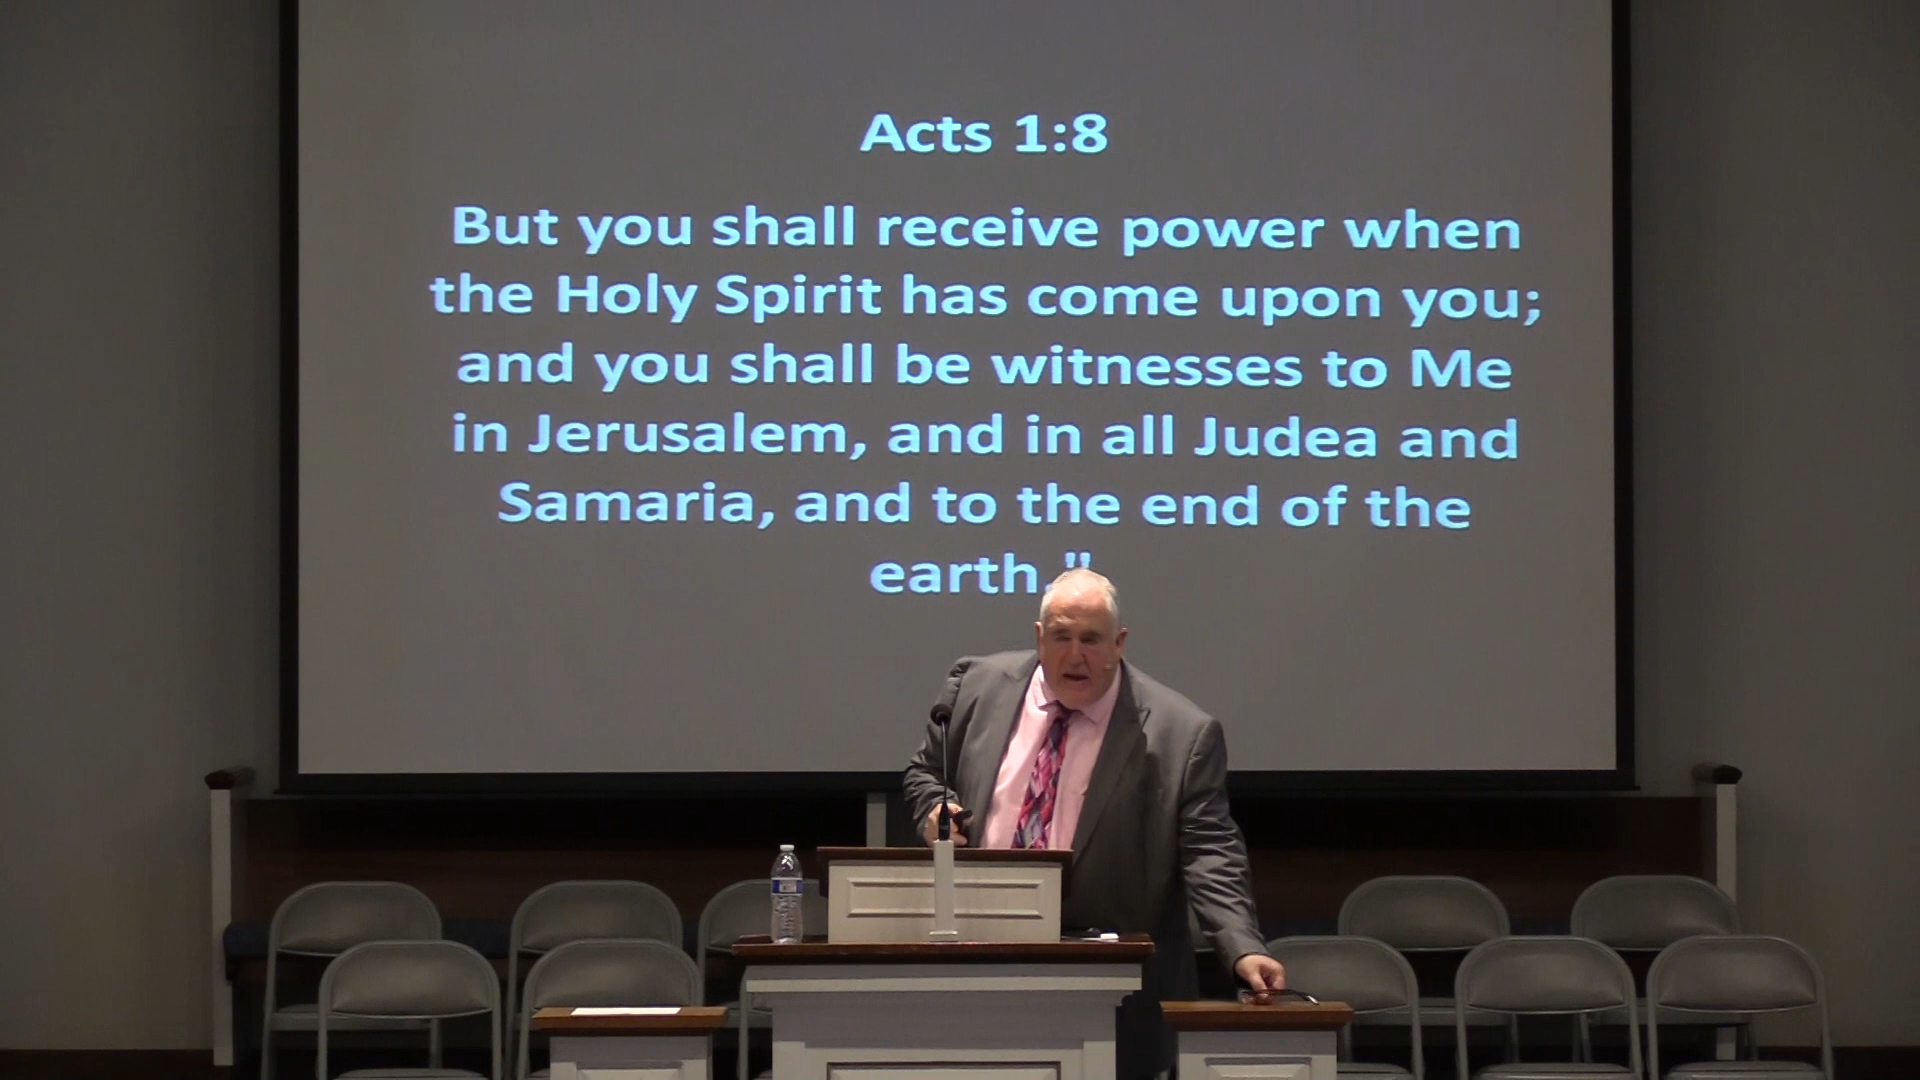 Acts 1:8
But you shall receive power when
the Holy Spirit has come upon you;
and you shall be witnesses to Me
in Jerusalem, and in all Judea and
Samaria, and to the end of the
earth."